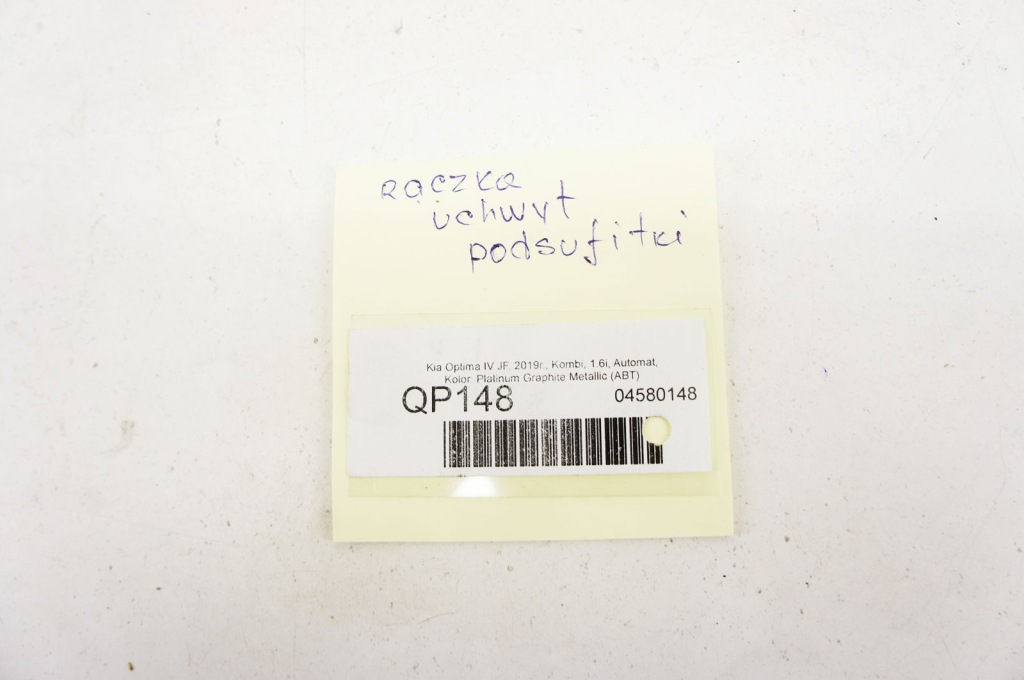 rączka
uchwyt
podsufitki
Kia Optima IV JF, 2019r., Kombi, 1.6i, Automat,
Kolor: Platinum Graphite Metallic (ABT)
QP148 04580148